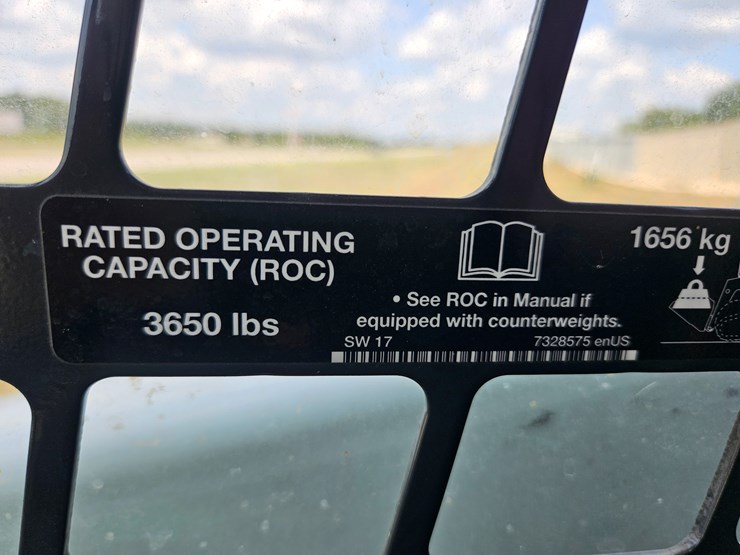 RATED OPERATING
CAPACITY (ROC)
3650 lbs
• See ROC in Manual if
equipped with counterweights.
SW 17
7328575 enUS
1656 kg